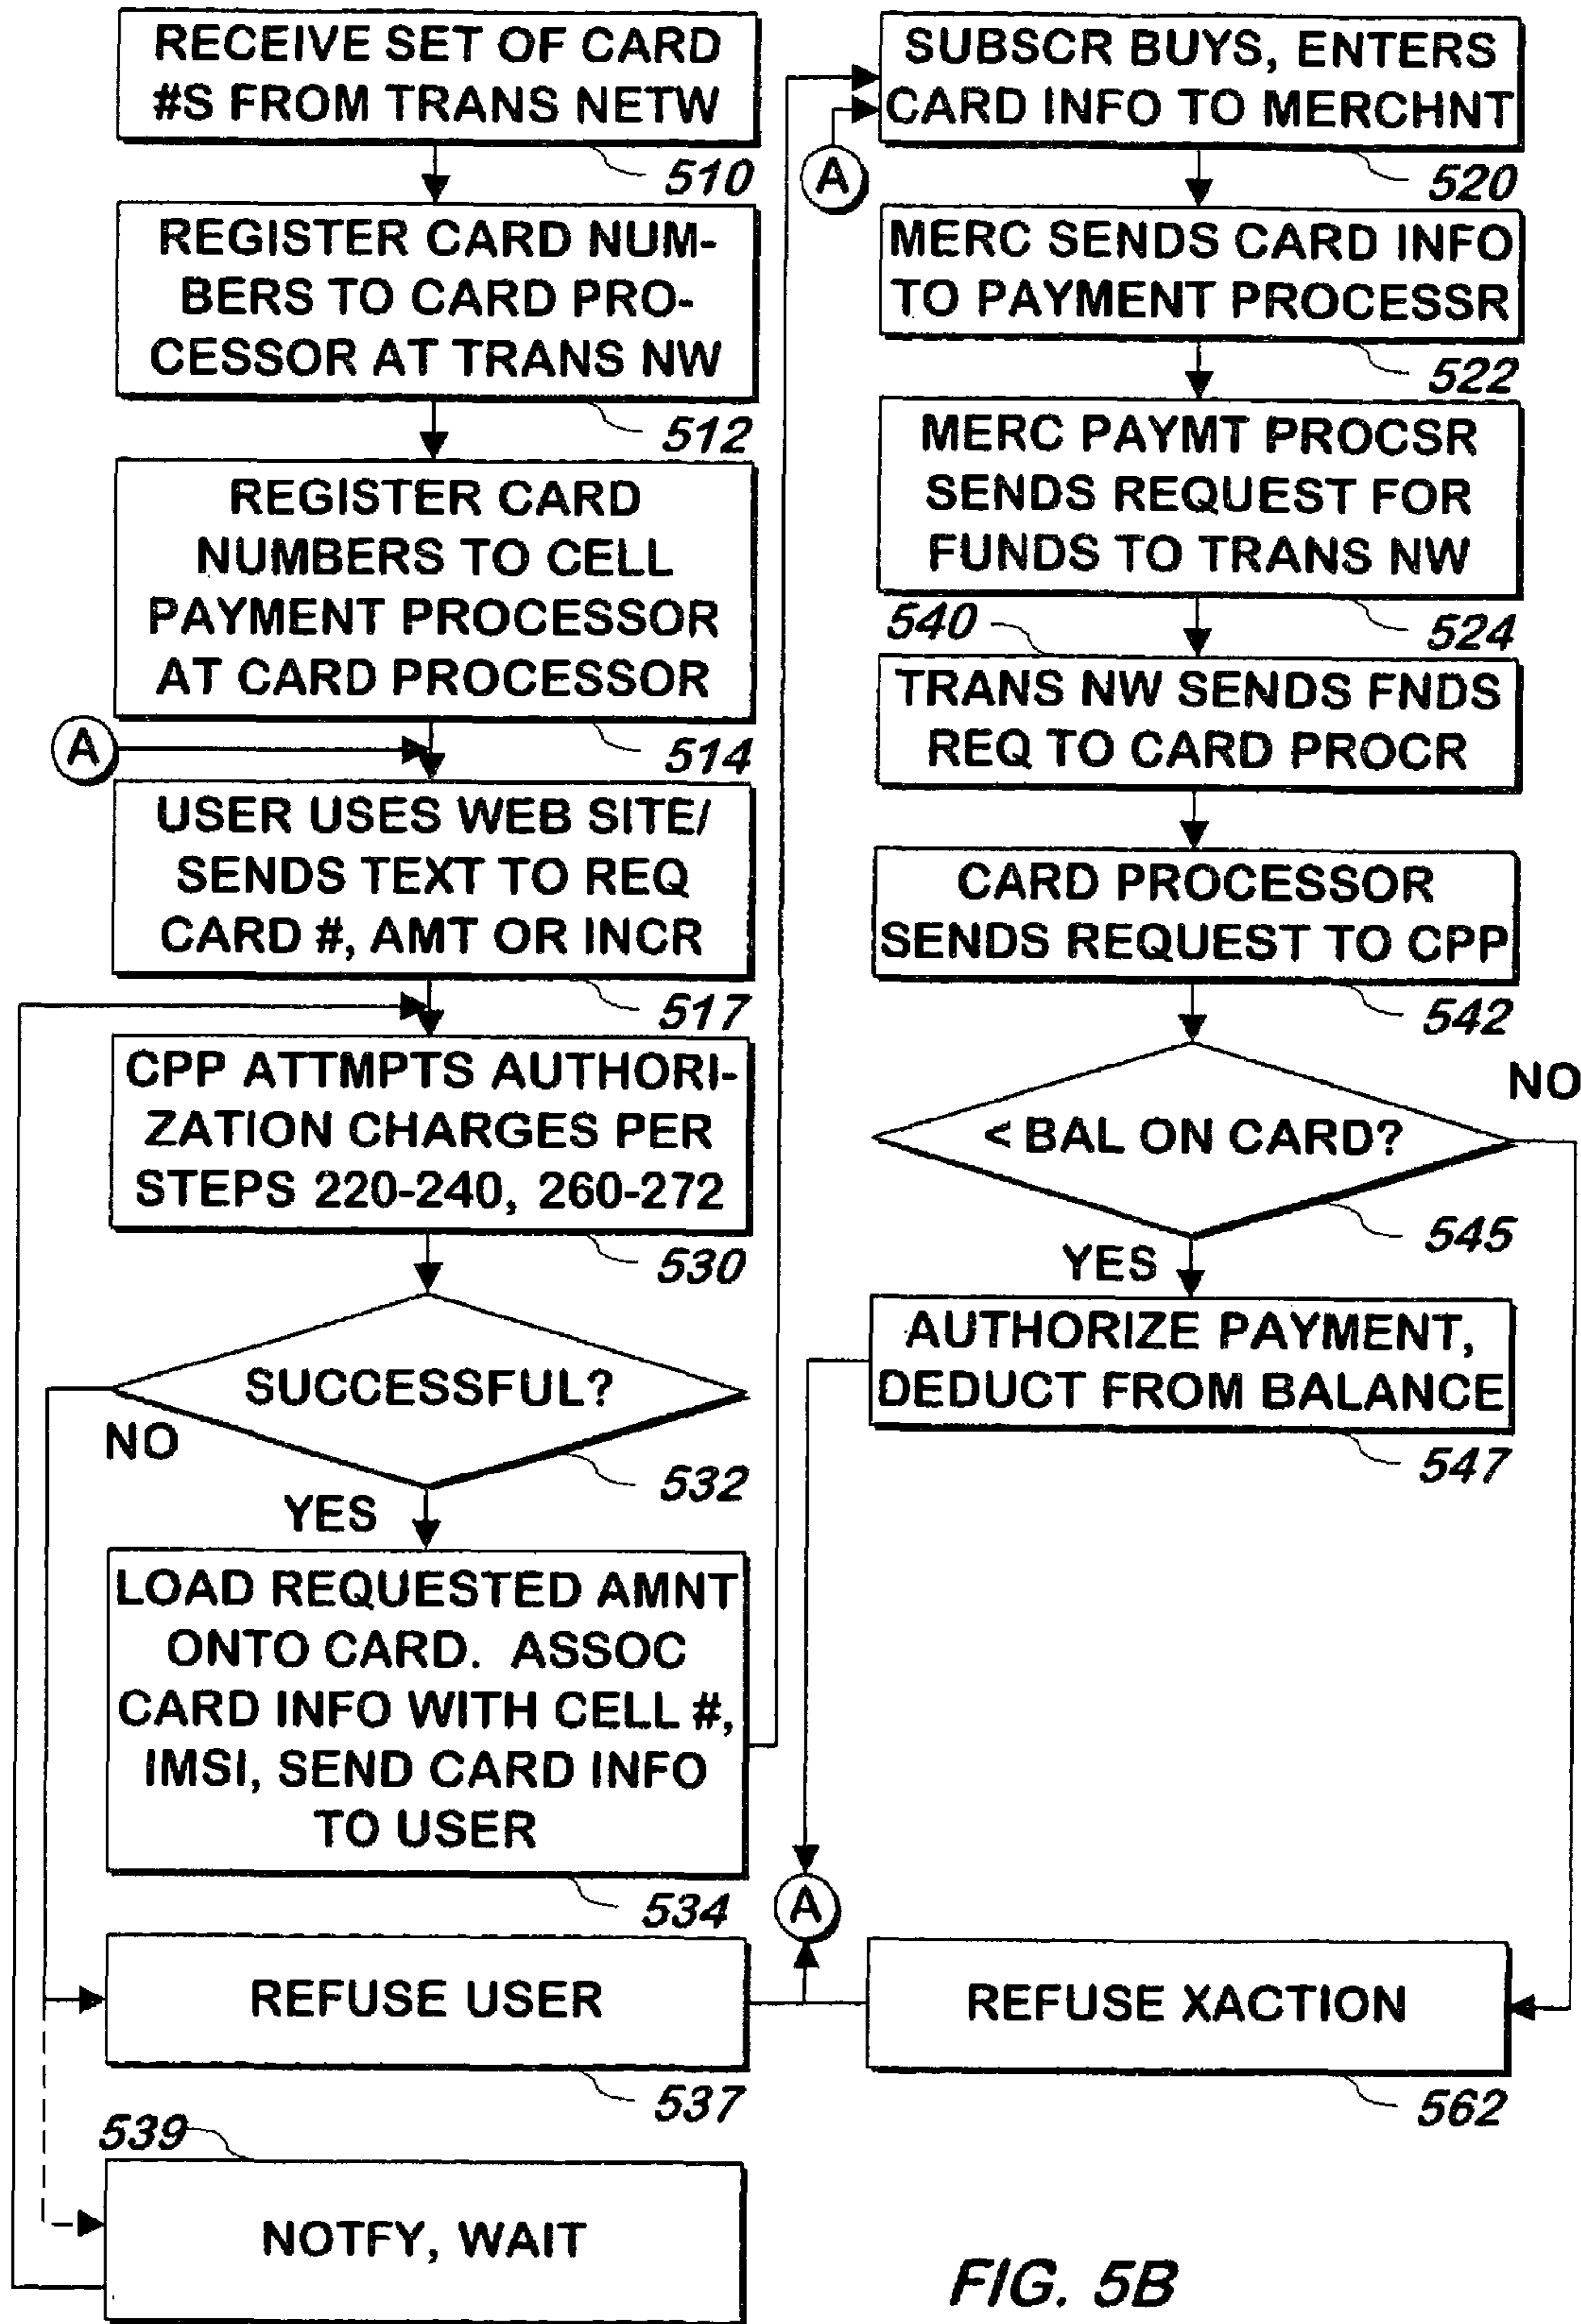 RECEIVE SET OF CARD
#S FROM TRANS NETW
510
REGISTER CARD NUM-
BERS TO CARD PRO-
CESSOR AT TRANS NW
512
REGISTER CARD
NUMBERS TO CELL
PAYMENT PROCESSOR
AT CARD PROCESSOR
514
A
USER USES WEB SITE/
SENDS TEXT TO REQ
CARD #, AMT OR INCR
517
CPP ATTMPTS AUTHORI-
ZATION CHARGES PER
STEPS 220-240, 260-272
530
SUCCESSFUL?
NO
532
YES
LOAD REQUESTED AMNT
ONTO CARD. ASSOC
CARD INFO WITH CELL #,
IMSI, SEND CARD INFO
TO USER
534
REFUSE USER
537
539
NOTFY, WAIT
SUBSCR BUYS, ENTERS
CARD INFO TO MERCHNT
A
520
MERC SENDS CARD INFO
TO PAYMENT PROCESSR
522
MERC PAYMT PROCSR
SENDS REQUEST FOR
FUNDS TO TRANS NW
524
540
TRANS NW SENDS FNDS
REQ TO CARD PROCR
CARD PROCESSOR
SENDS REQUEST TO CPP
542
NO
< BAL ON CARD?
545
YES
AUTHORIZE PAYMENT,
DEDUCT FROM BALANCE
547
A
REFUSE XACTION
562
FIG. 5B